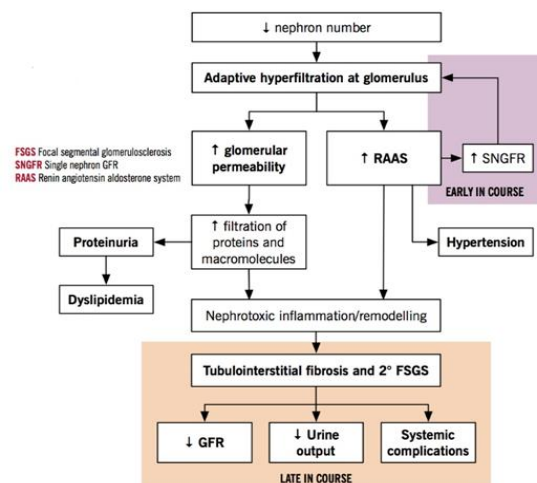 ↓ nephron number
Adaptive hyperfiltration at glomerulus
FSGS Focal segmental glomerulosclerosis
SNGFR Single nephron GFR
RAAS Renin angiotensin aldosterone system
↑ glomerular
permeability
↑ RAAS
↑ SNGFR
EARLY IN COURSE
Proteinuria
↑ filtration of
proteins and
macromolecules
Hypertension
Dyslipidemia
Nephrotoxic inflammation/remodelling
Tubulointerstitial fibrosis and 2° FSGS
↓ GFR
↓ Urine
output
Systemic
complications
LATE IN COURSE